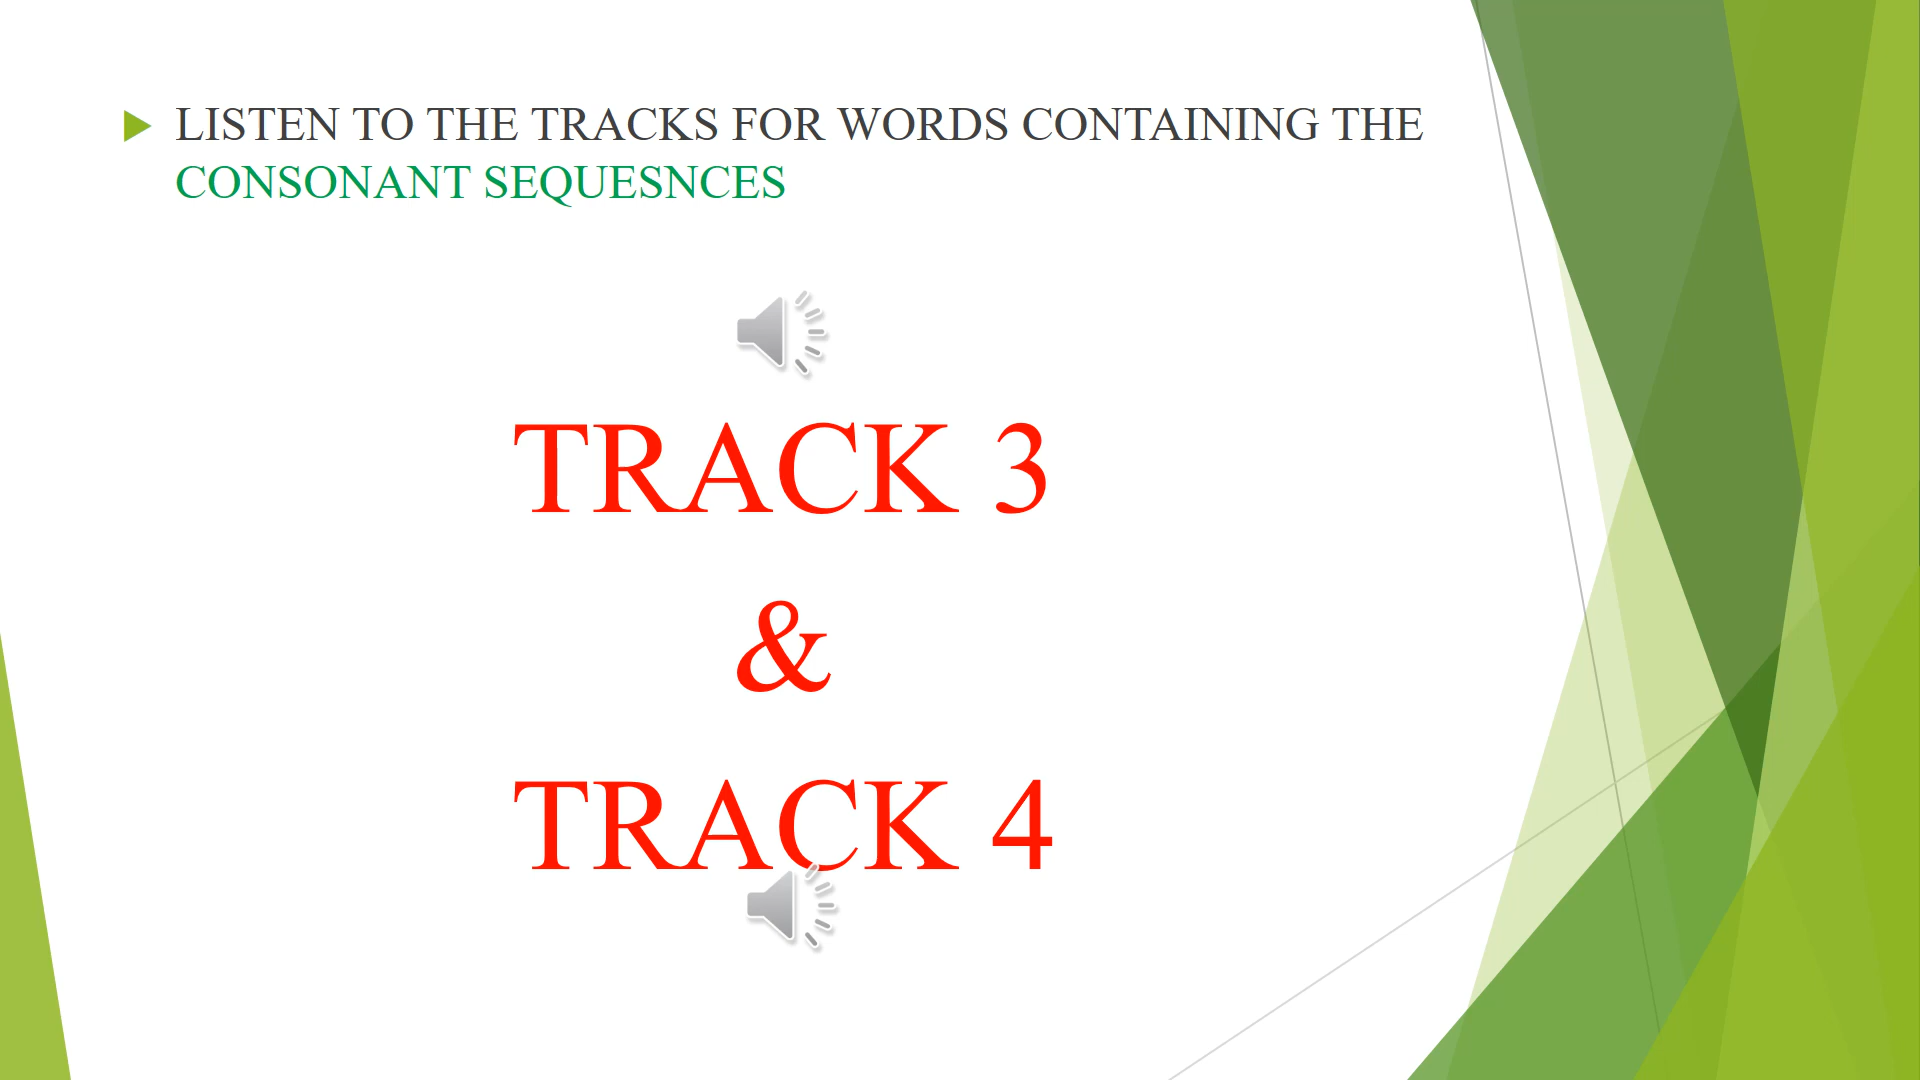 LISTEN TO THE TRACKS FOR WORDS CONTAINING THE
CONSONANT SEQUESNCES
TRACK 3
&
TRACK 4